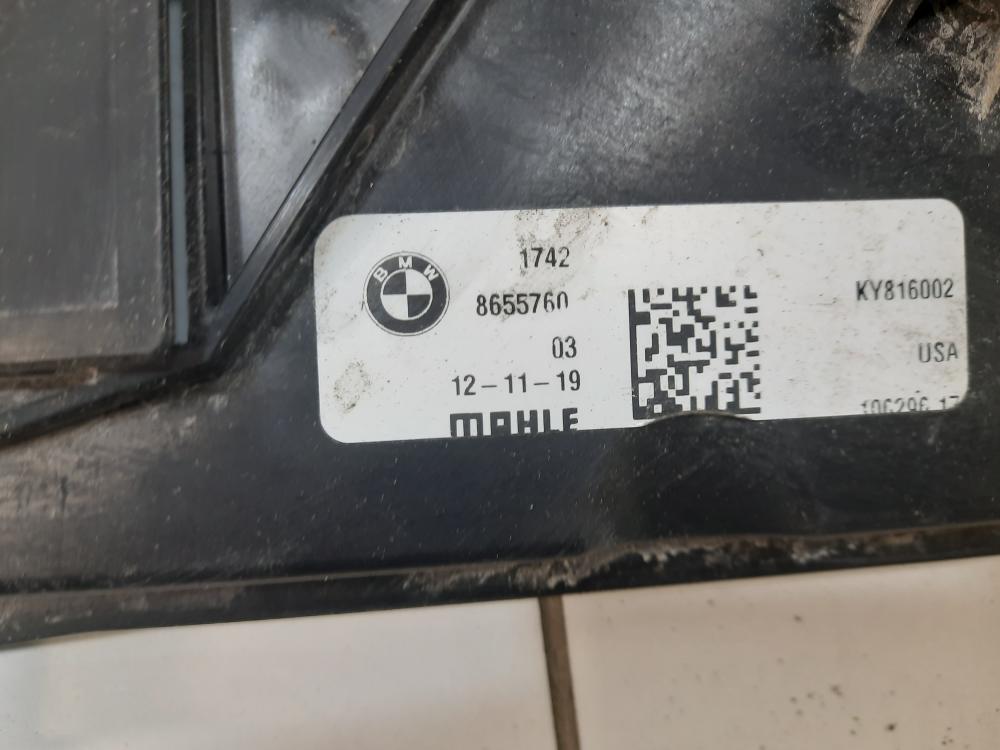 BMW
1742
8655760
03
12-11-19
MAHLE
KY816002
USA